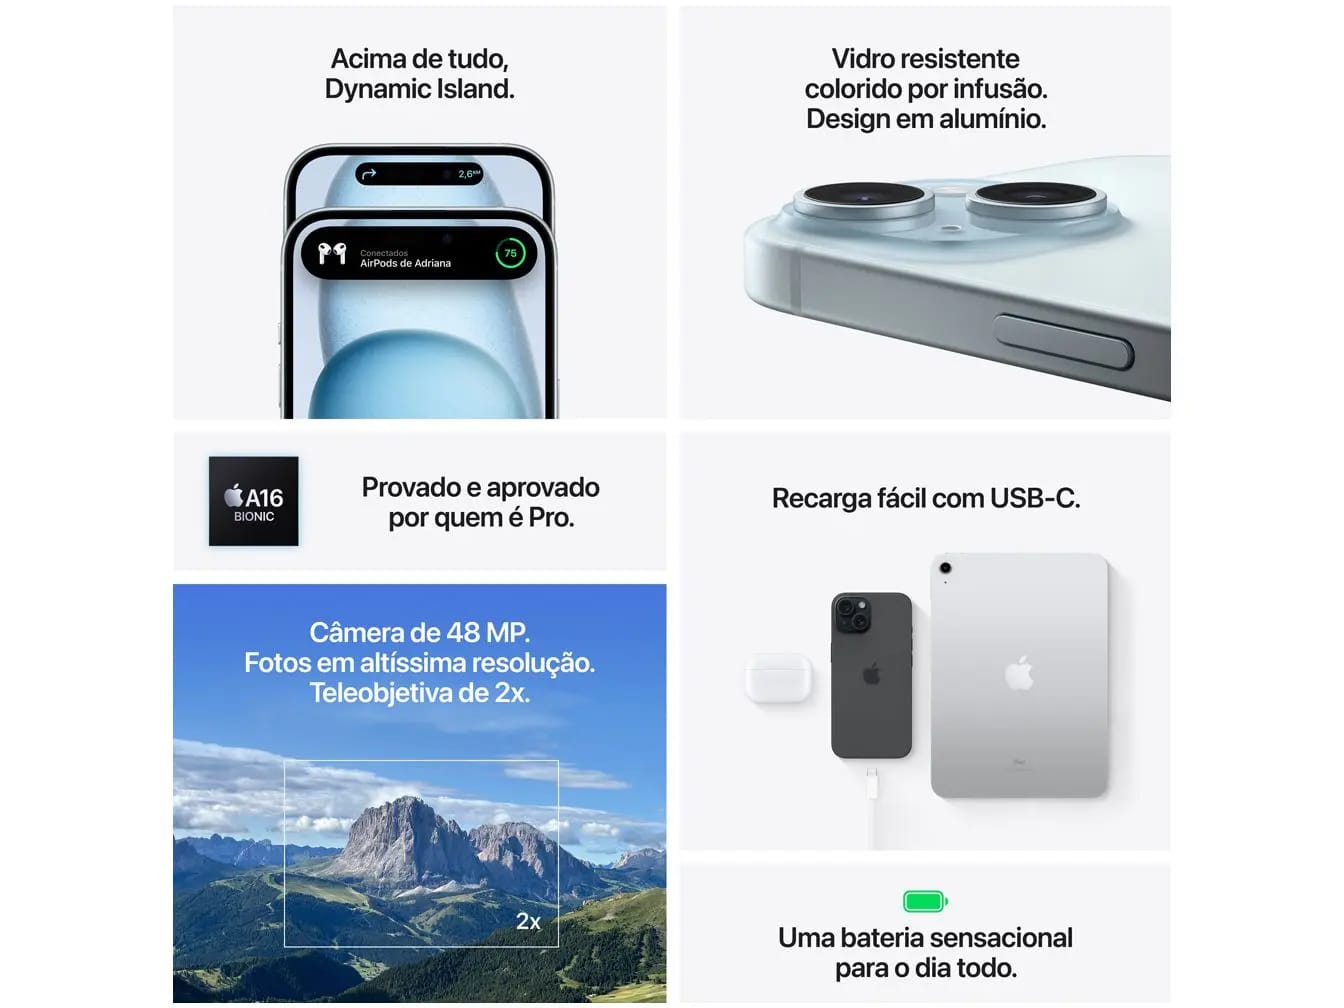 Acima de tudo,
Dynamic Island.
2,6KM
Conectados
AirPods de Adriana
75
Vidro resistente
colorido por infusão.
Design em alumínio.
A16
BIONIC
Provado e aprovado
por quem é Pro.
Recarga fácil com USB-C.
Câmera de 48 MP.
Fotos em altíssima resolução.
Teleobjetiva de 2x.
2x
Uma bateria sensacional
para o dia todo.